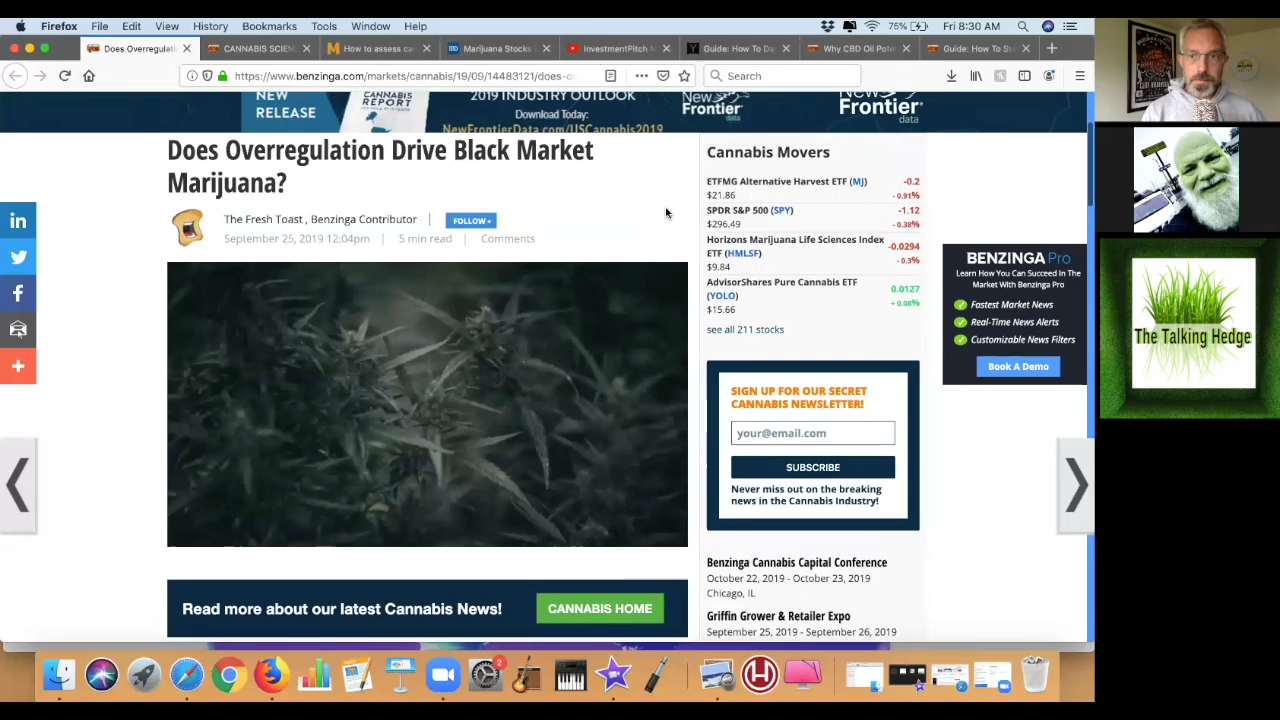 Firefox File Edit View History Bookmarks Tools Window Help 75% Fri 8:30 AM
2
Does Overregulati
CANNABIS SCIEN
How to assess can
Marijuana Stocks
InvestmentPitch M
Guide: How To Da
Why CBD Oil Pote
Guide: How To St
https://www.benzinga.com/markets/cannabis/19/09/14483121/does-ov
Search
NEW
RELEASE
CANNABIS
REPORT
2019 INDUSTRY OUTLOOK
Download Today:
NewFrontierData.com/USCannabis2019
New
Frontier
data
New
Frontier
data
Does Overregulation Drive Black Market
Marijuana?
The Fresh Toast , Benzinga Contributor | FOLLOW +
September 25, 2019 12:04pm | 5 min read | Comments
Read more about our latest Cannabis News!
CANNABIS HOME
Cannabis Movers
ETFMG Alternative Harvest ETF (MJ) -0.2
$21.86 - 0.91%
SPDR S&P 500 (SPY) -1.12
$296.49 - 0.38%
Horizons Marijuana Life Sciences Index -0.0294
ETF (HMLSF) - 0.3%
$9.84
AdvisorShares Pure Cannabis ETF 0.0127
(YOLO) + 0.08%
$15.66
see all 211 stocks
SIGN UP FOR OUR SECRET
CANNABIS NEWSLETTER!
your@email.com
SUBSCRIBE
Never miss out on the breaking
news in the Cannabis Industry!
Benzinga Cannabis Capital Conference
October 22, 2019 - October 23, 2019
Chicago, IL
Griffin Grower & Retailer Expo
September 25, 2019 - September 26, 2019
BENZINGA Pro
Learn How You Can Succeed In The
Market With Benzinga Pro
Fastest Market News
Real-Time News Alerts
Customizable News Filters
Book A Demo
The Talking Hedge